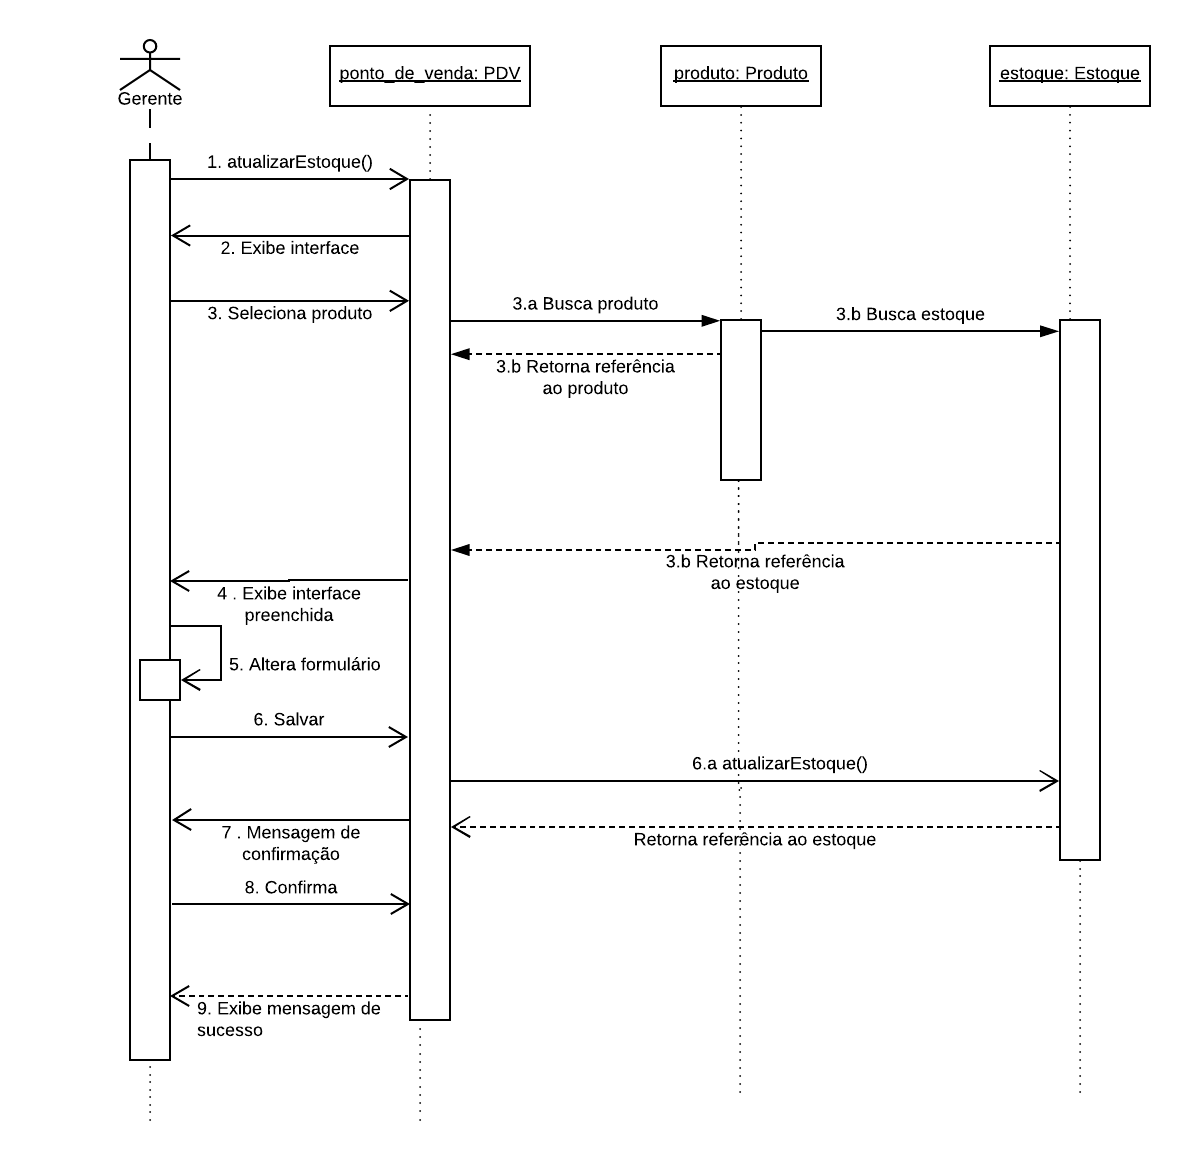 Gerente
ponto_de_venda: PDV
produto: Produto
estoque: Estoque
1. atualizarEstoque()
2. Exibe interface
3. Seleciona produto
3.a Busca produto
3.b Busca estoque
3.b Retorna referência
ao produto
3.b Retorna referência
ao estoque
4 . Exibe interface
preenchida
5. Altera formulário
6. Salvar
6.a atualizarEstoque()
7 . Mensagem de
confirmação
Retorna referência ao estoque
8. Confirma
9. Exibe mensagem de
sucesso